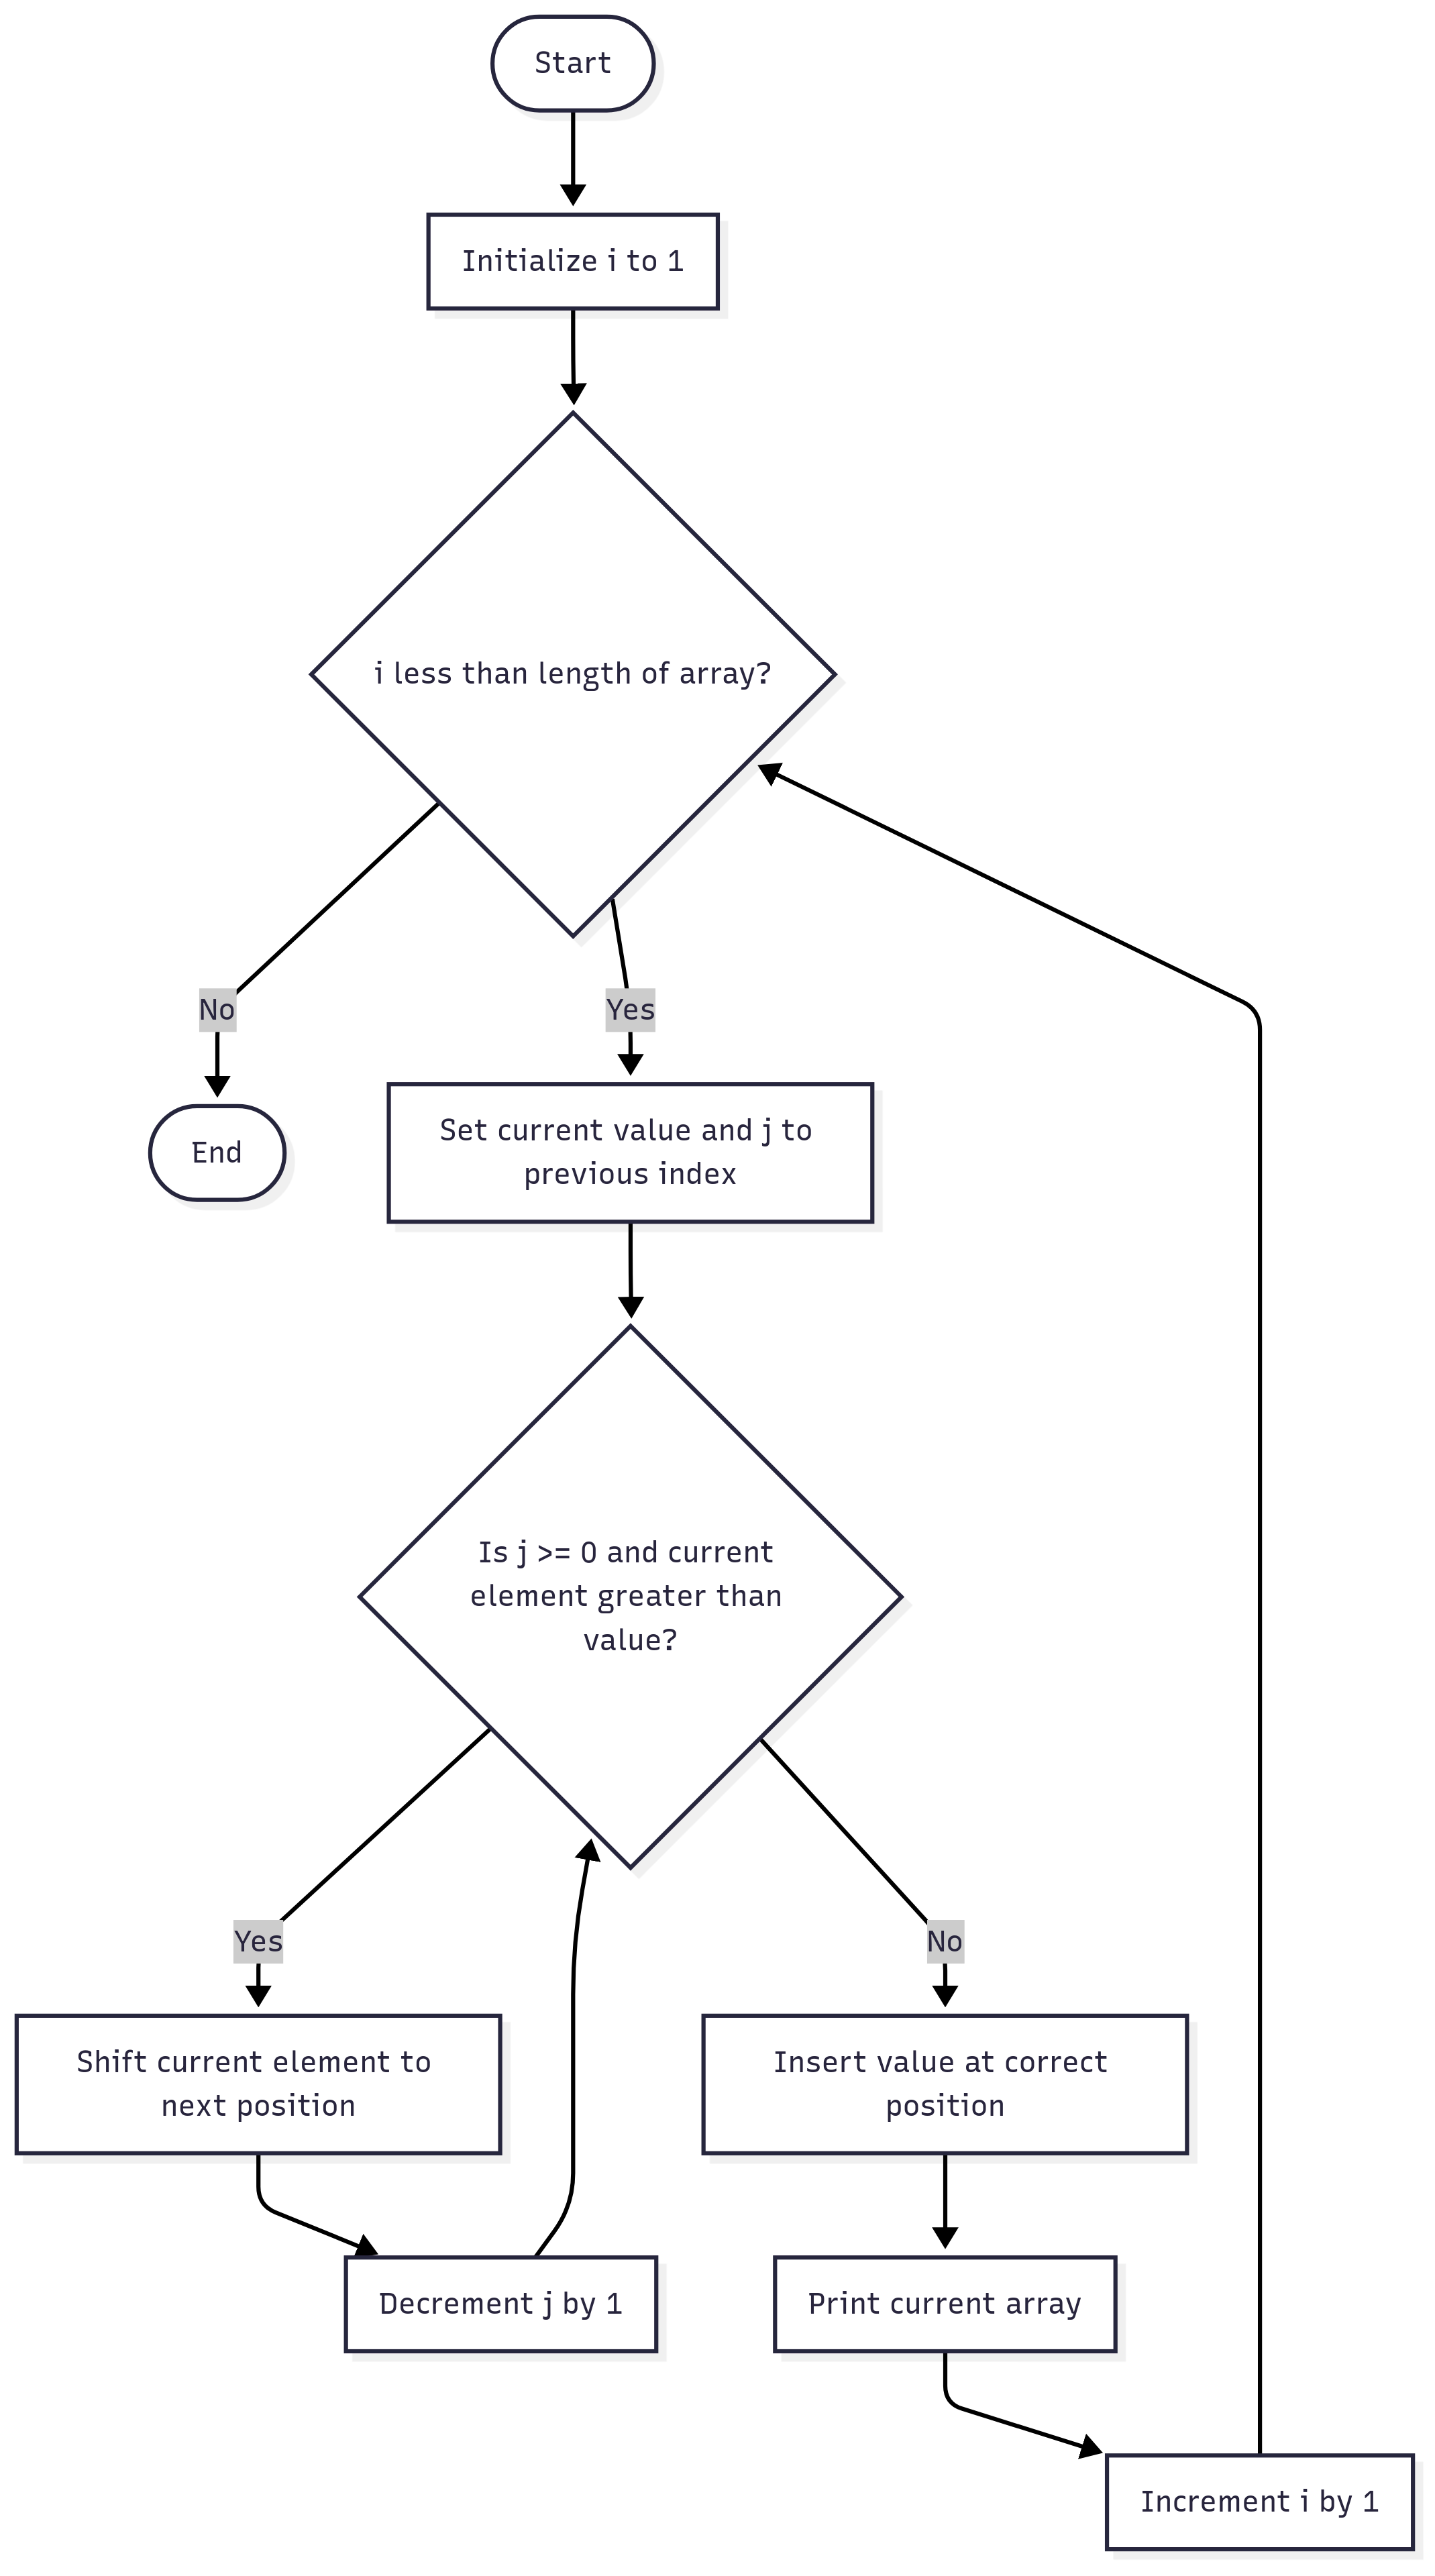 Start
Initialize i to 1
i less than length of array?
No
Yes
End
Set current value and j to
previous index
Is j >= 0 and current
element greater than
value?
Yes
No
Shift current element to
next position
Insert value at correct
position
Decrement j by 1
Print current array
Increment i by 1